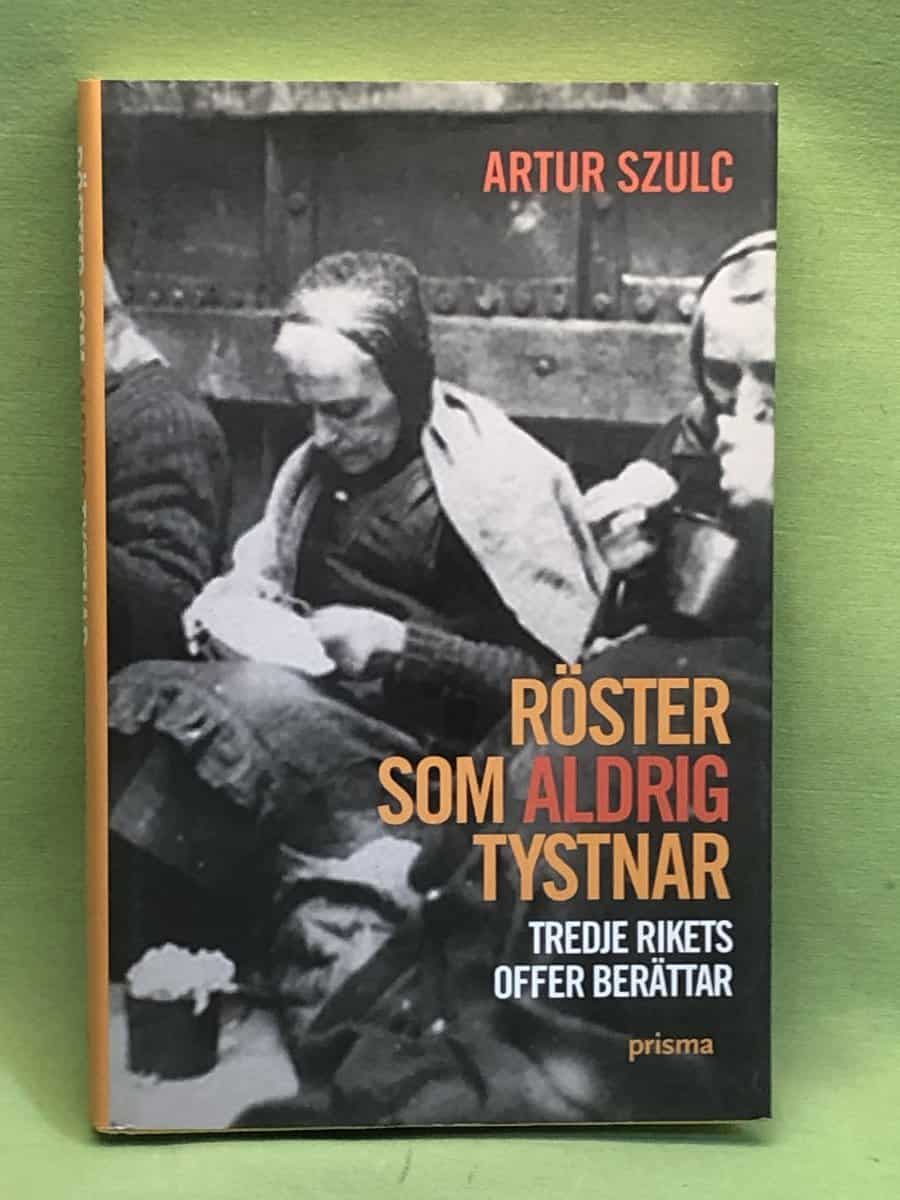 ARTUR SZULC
RÖSTER
SOM ALDRIG
TYSTNAR
TREDJE RIKETS
OFFER BERÄTTAR
prisma